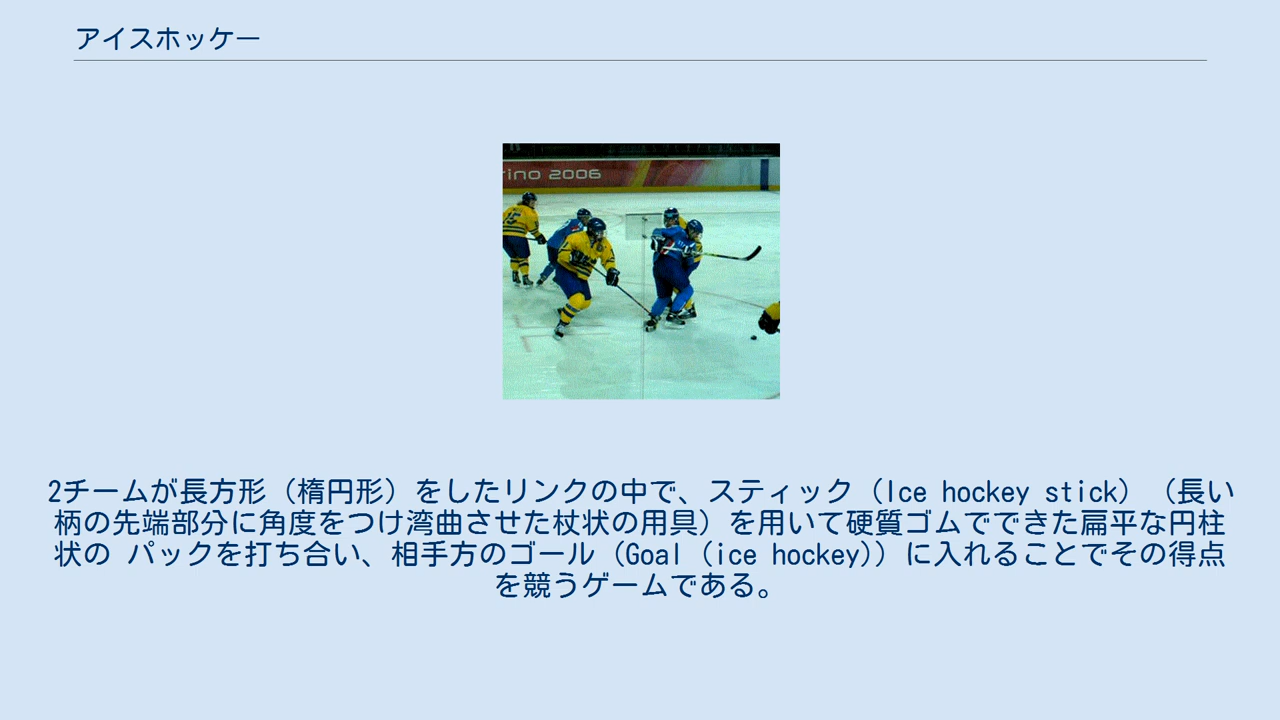 アイスホッケー
rino 2006
15
2チームが長方形（楕円形）をしたリンクの中で、スティック（Ice hockey stick）（長い
柄の先端部分に角度をつけ湾曲させた杖状の用具）を用いて硬質ゴムでできた扁平な円柱
状の パックを打ち合い、相手方のゴール（Goal (ice hockey)）に入れることでその得点
を競うゲームである。